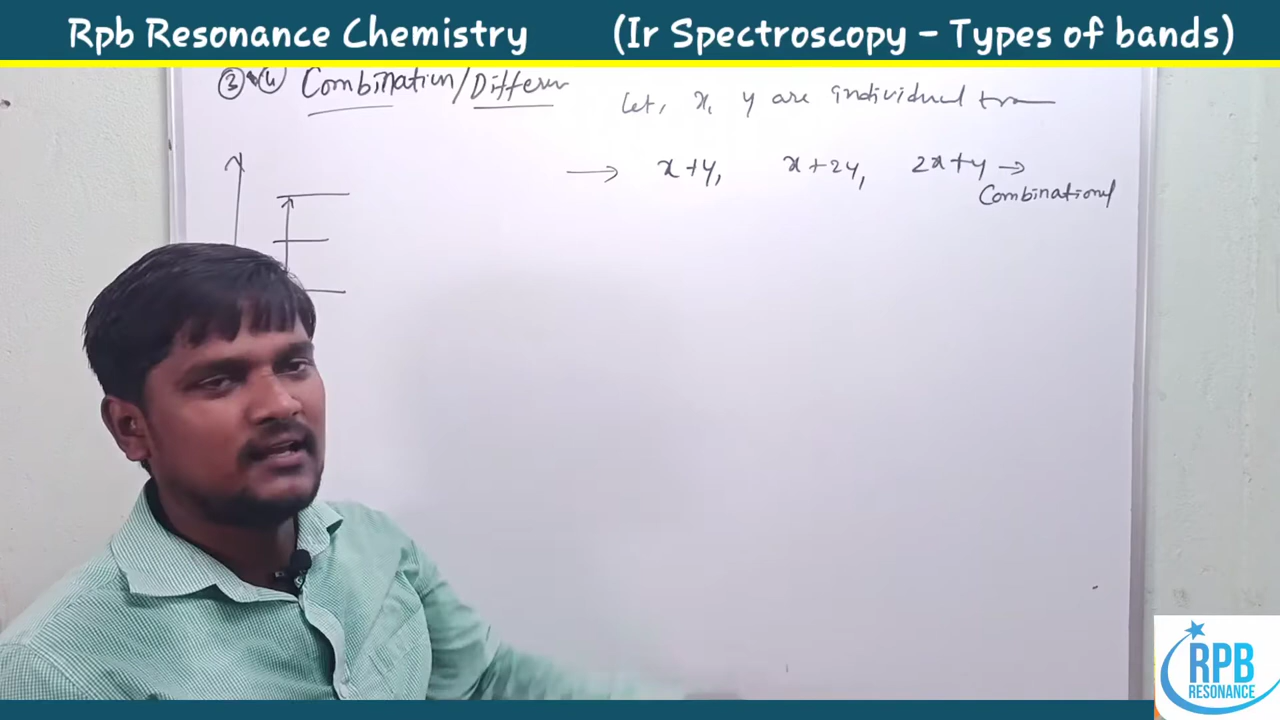 Rpb Resonance Chemistry (Ir Spectroscopy - Types of bands)
③ & ④ Combination/Differen
Let, x, y are individual tran
→ x+y, x+2y, 2x+y →
Combinational
RPB
RESONANCE